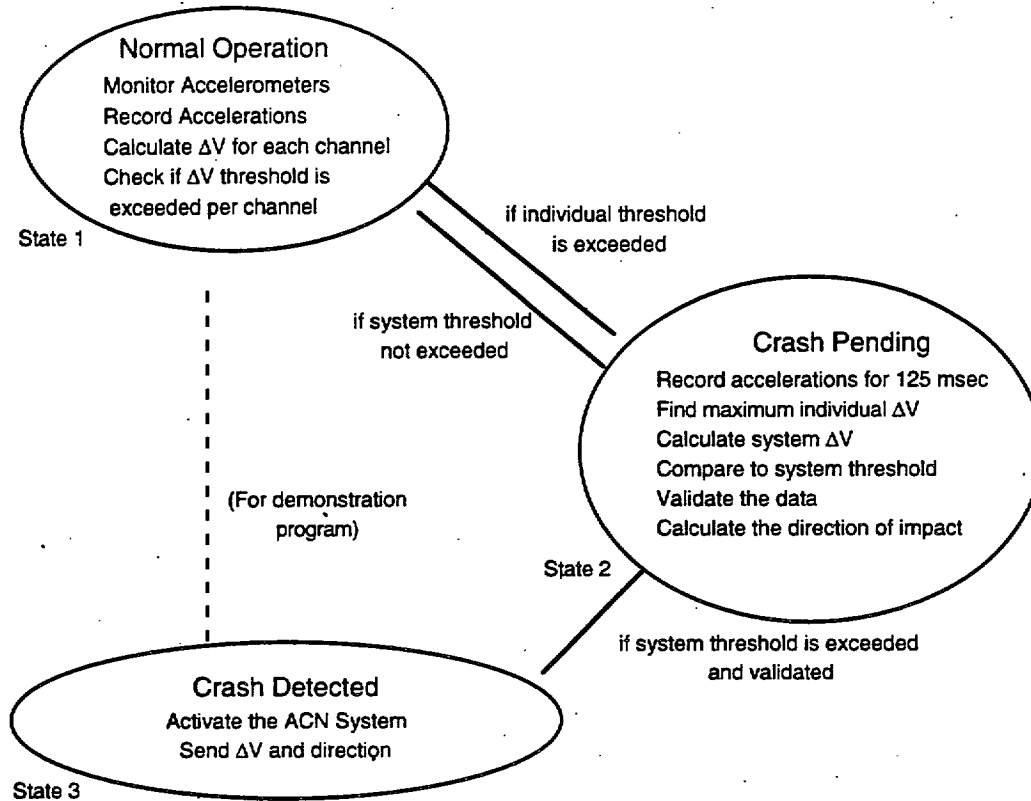 Normal Operation
Monitor Accelerometers
Record Accelerations
Calculate ΔV for each channel
Check if ΔV threshold is
exceeded per channel
State 1
if individual threshold
is exceeded
if system threshold
not exceeded
Crash Pending
Record accelerations for 125 msec
Find maximum individual ΔV
Calculate system ΔV
Compare to system threshold
Validate the data
Calculate the direction of impact
State 2
(For demonstration
program)
if system threshold is exceeded
and validated
Crash Detected
Activate the ACN System
Send ΔV and direction
State 3